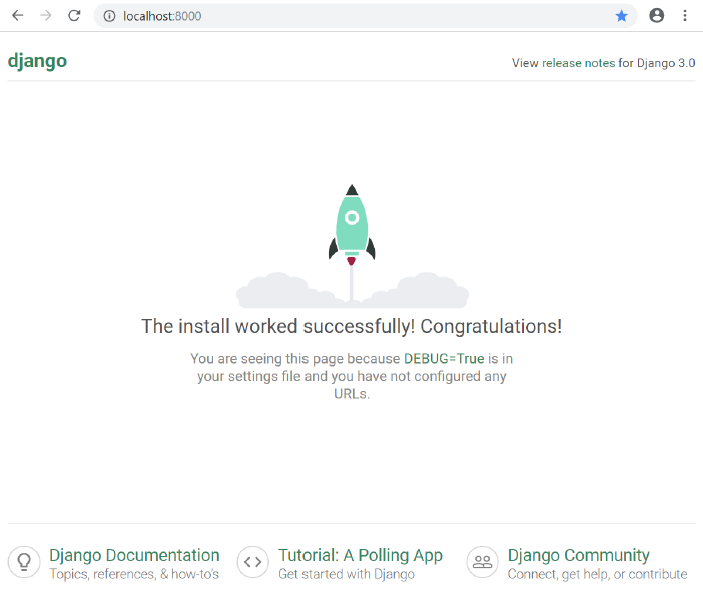 localhost:8000
django
View release notes for Django 3.0
The install worked successfully! Congratulations!
You are seeing this page because DEBUG=True is in
your settings file and you have not configured any
URLs.
Django Documentation
Topics, references, & how-to's
Tutorial: A Polling App
Get started with Django
Django Community
Connect, get help, or contribute